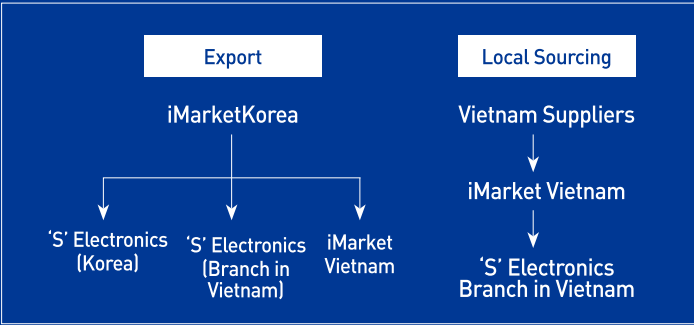 Export
Local Sourcing
iMarketKorea
Vietnam Suppliers
iMarket Vietnam
‘S’ Electronics
(Korea)
‘S’ Electronics
(Branch in
Vietnam)
iMarket
Vietnam
‘S’ Electronics
Branch in Vietnam